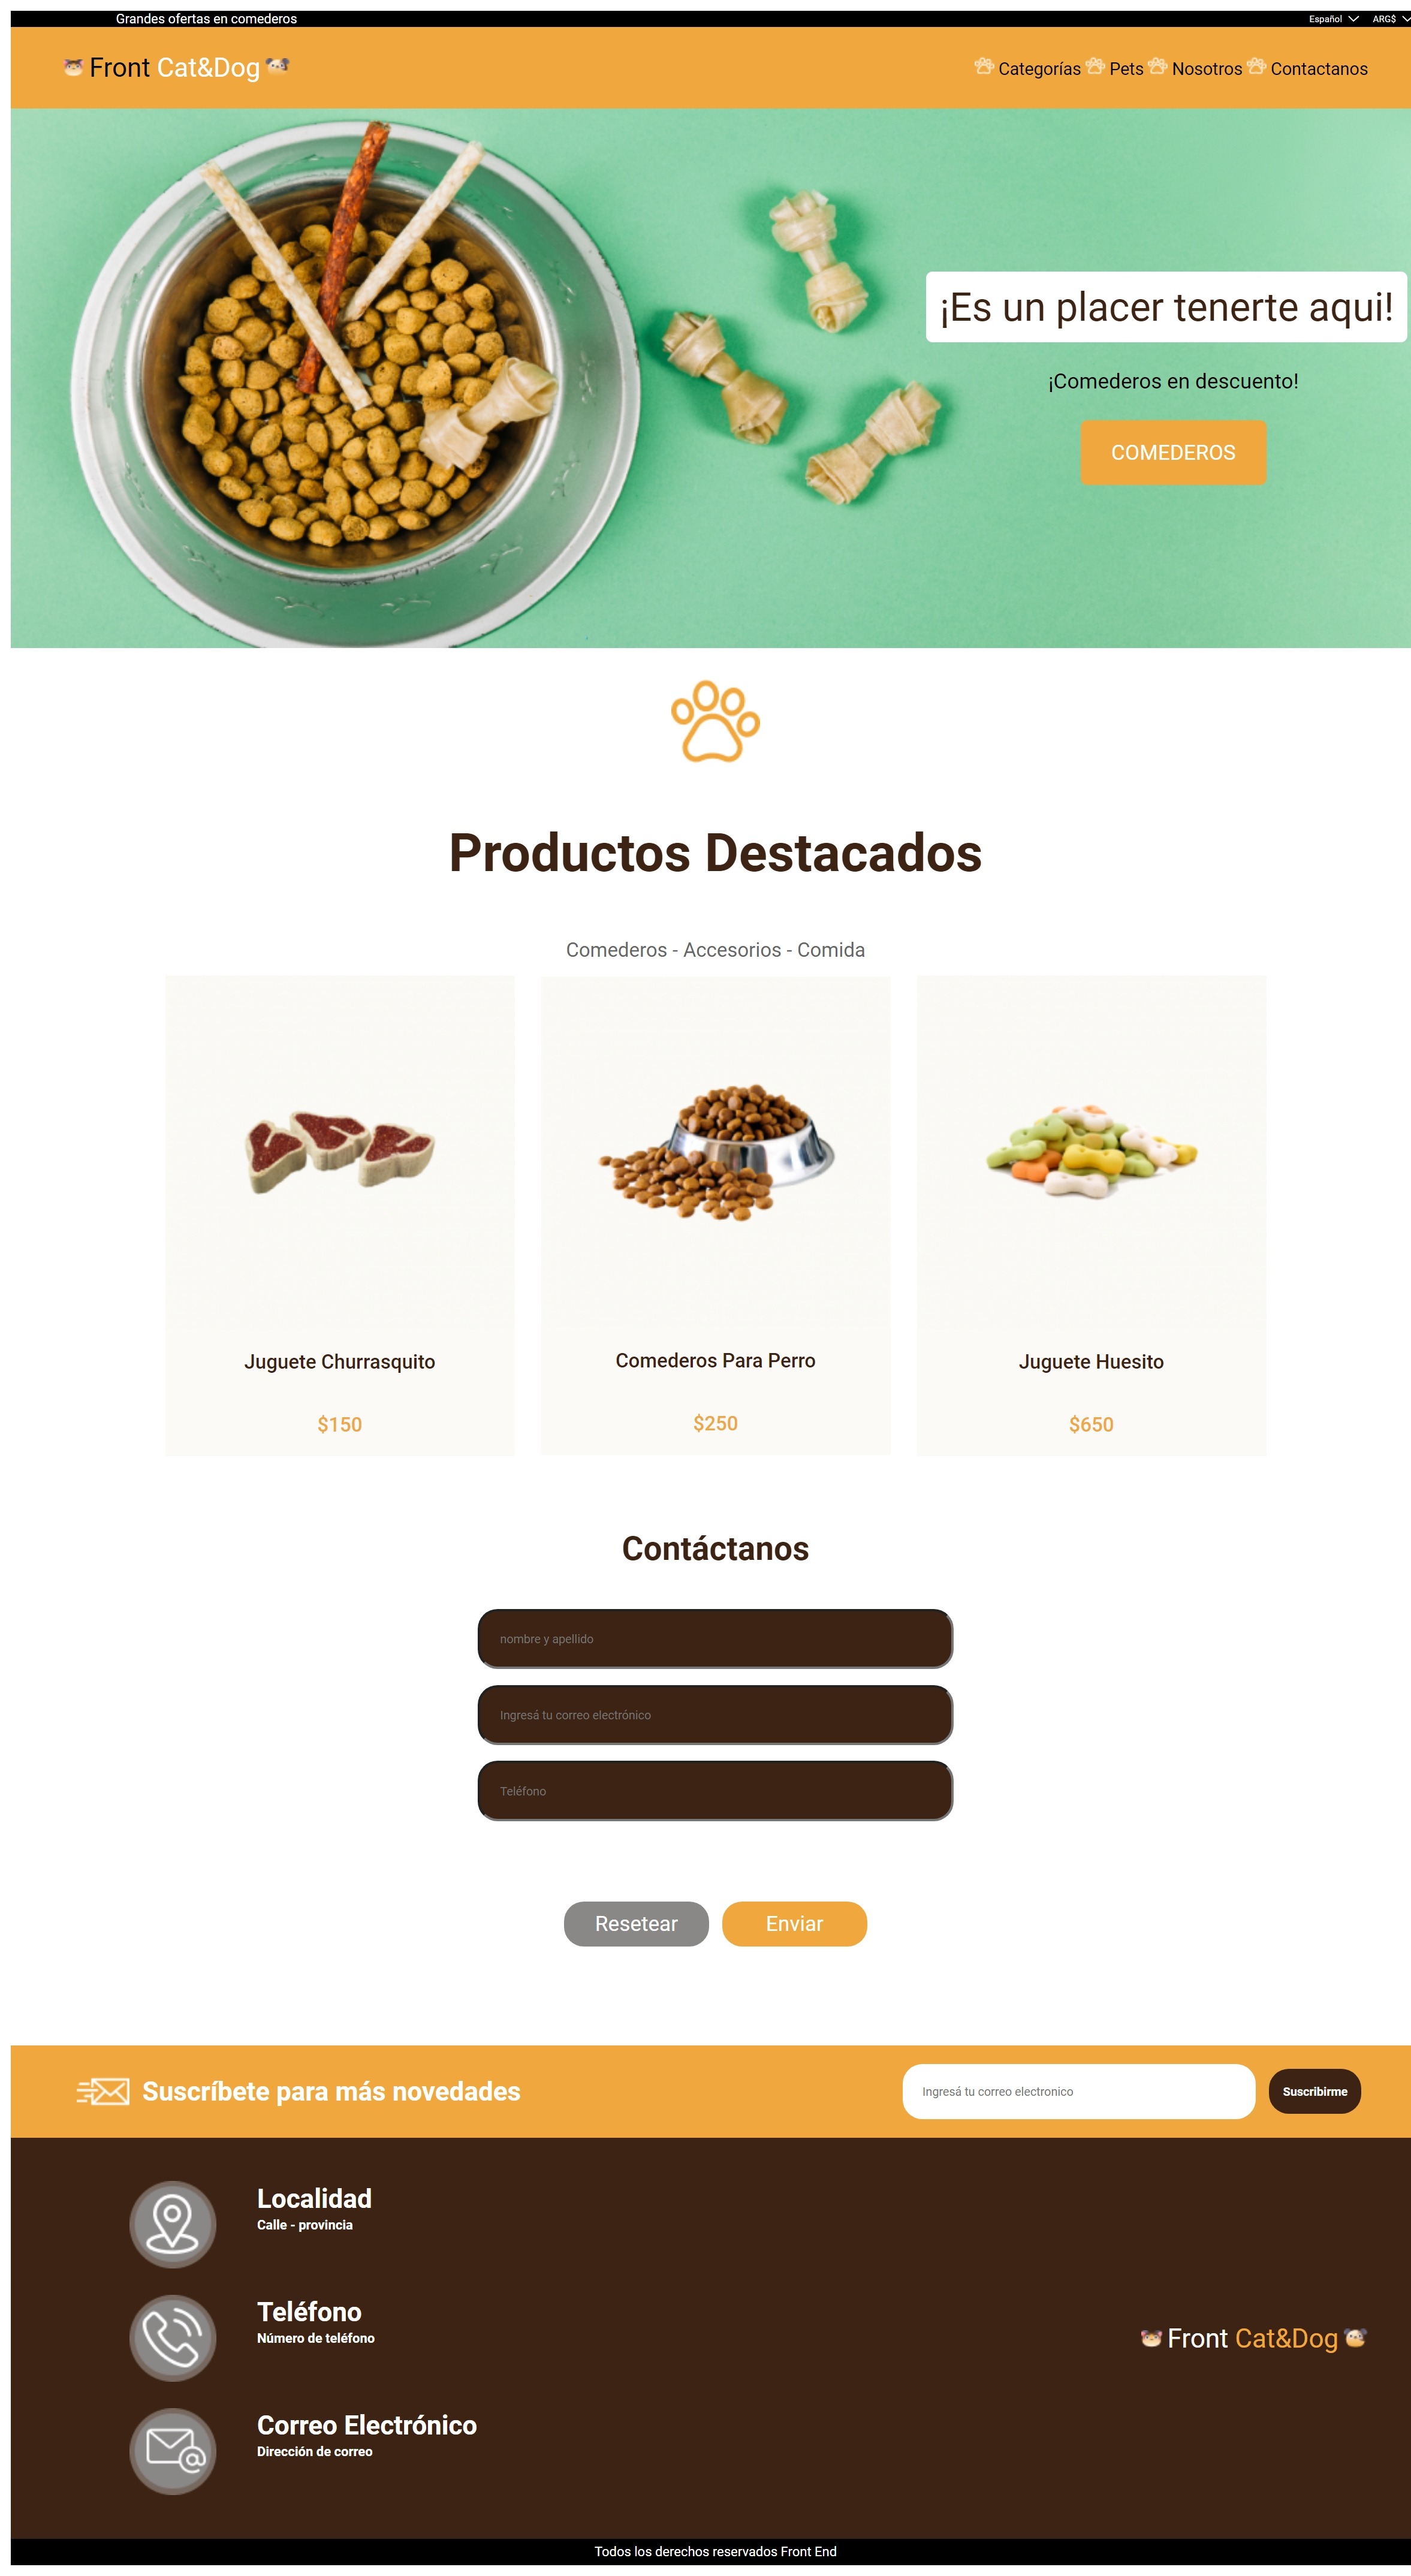 Grandes ofertas en comederos
Español
ARG$
Front Cat&Dog
Categorías
Pets
Nosotros
Contactanos
¡Es un placer tenerte aqui!
¡Comederos en descuento!
COMEDEROS
Productos Destacados
Comederos - Accesorios - Comida
Juguete Churrasquito
$150
Comederos Para Perro
$250
Juguete Huesito
$650
Contáctanos
nombre y apellido
Ingresá tu correo electrónico
Teléfono
Resetear
Enviar
Suscríbete para más novedades
Ingresá tu correo electronico
Suscribirme
Localidad
Calle - provincia
Teléfono
Número de teléfono
Correo Electrónico
Dirección de correo
Front Cat&Dog
Todos los derechos reservados Front End